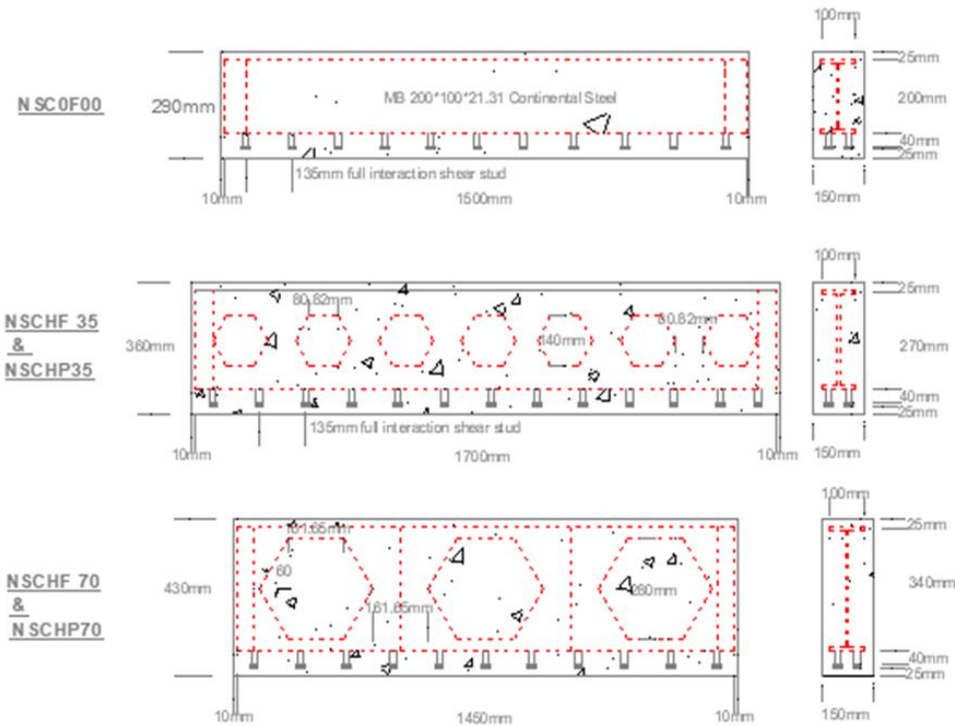 100mm
25mm
NSC0F00
290mm
MB 200*100*21.31 Continental Steel
200mm
40mm
25mm
135mm full interaction shear stud
10mm
1500mm
10mm
150mm
100mm
25mm
80.82mm
NSCHF 35
&
NSCHP35
360mm
140mm
80.82mm
270mm
40mm
25mm
135mm full interaction shear stud
10mm
1700mm
10mm
150mm
100mm
161.65mm
25mm
NSCHF 70
&
NSCHP70
430mm
60
280mm
340mm
161.65mm
40mm
25mm
10mm
1450mm
10mm
150mm